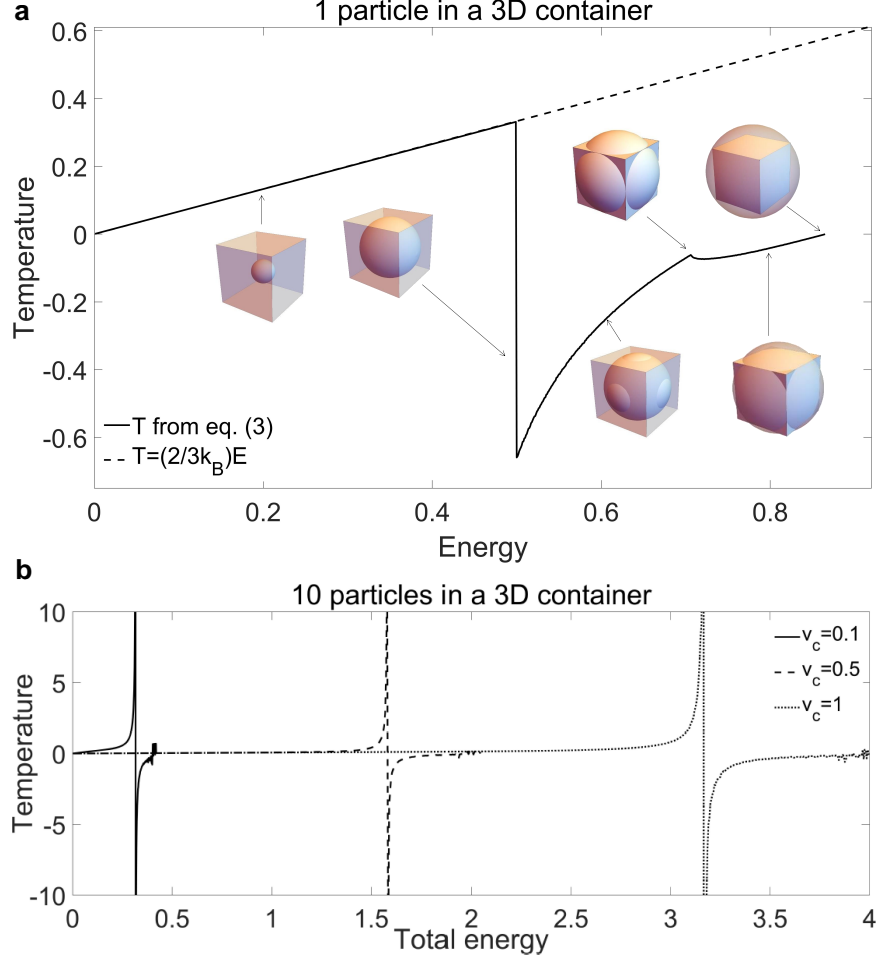 a
1 particle in a 3D container
0.6
0.4
0.2
0
-0.2
-0.4
-0.6
Temperature
T from eq. (3)
T=(2/3k_B)E
0 0.2 0.4 0.6 0.8
Energy
b
10 particles in a 3D container
10
5
0
-5
-10
Temperature
v_c=0.1
v_c=0.5
v_c=1
0 0.5 1 1.5 2 2.5 3 3.5 4
Total energy